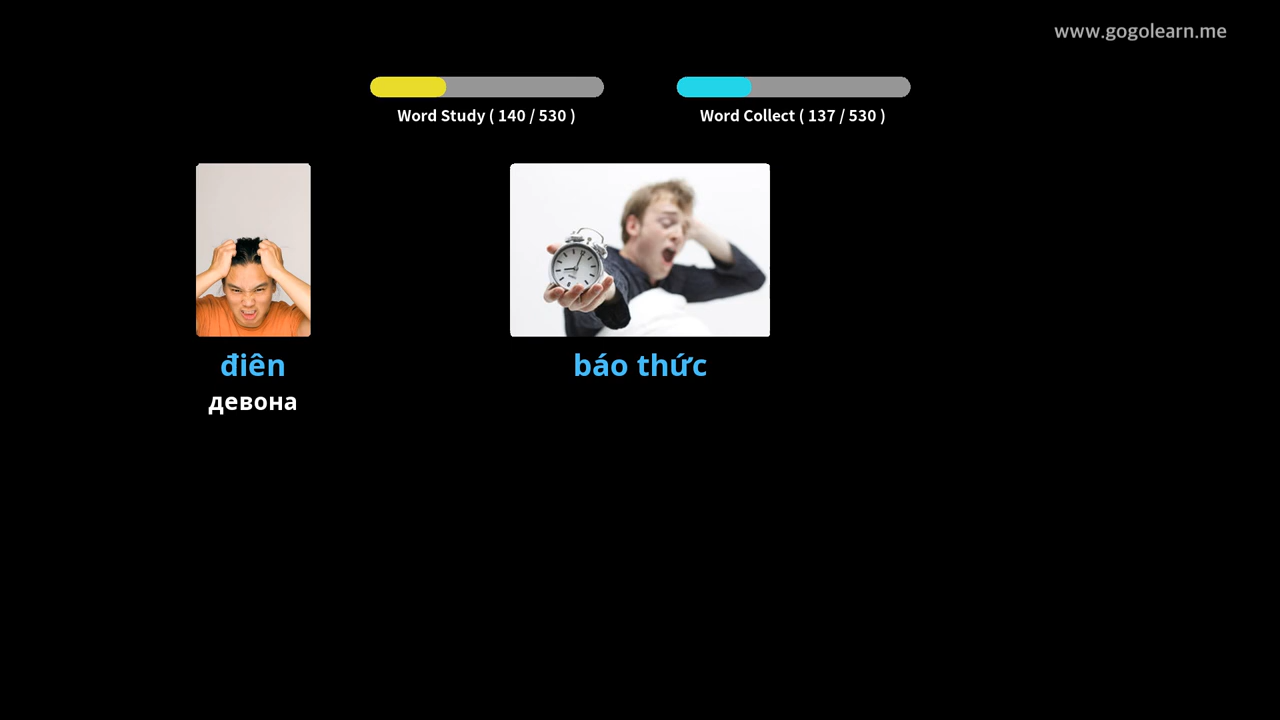 www.gogolearn.me
Word Study ( 140 / 530 )
Word Collect ( 137 / 530 )
điên
девона
báo thức